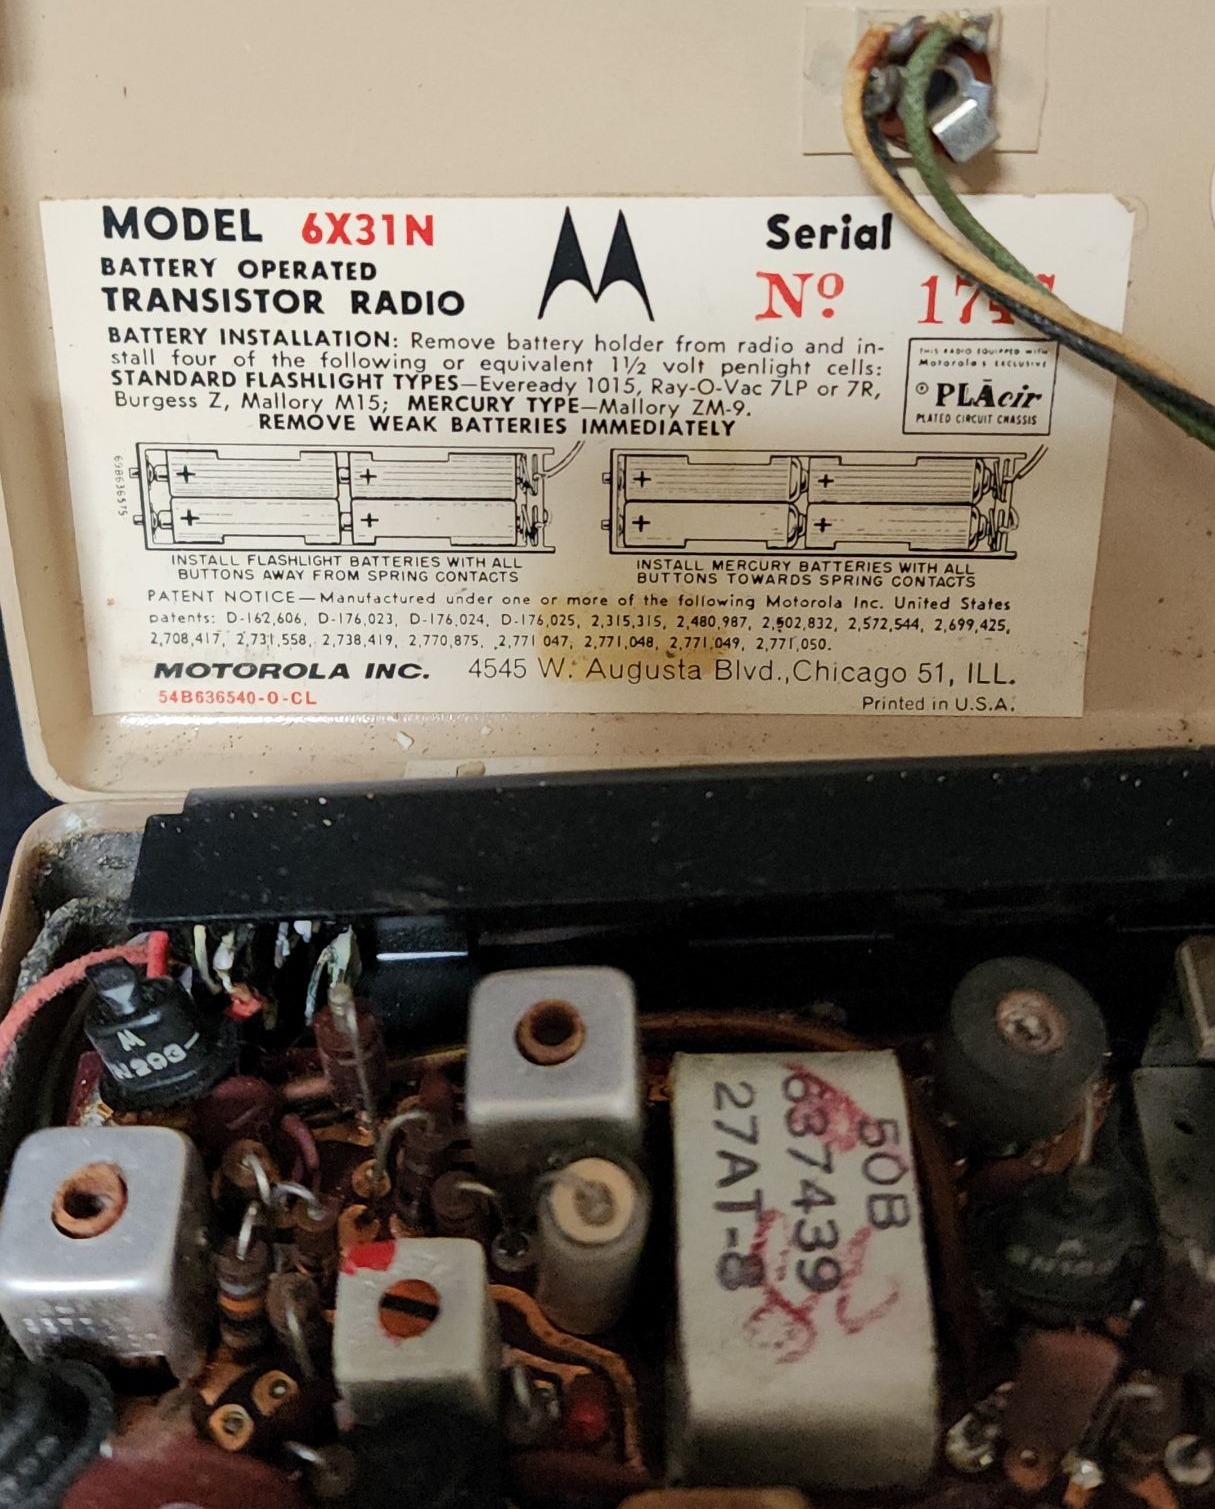 MODEL 6X31N
BATTERY OPERATED
TRANSISTOR RADIO
Serial
Nº
BATTERY INSTALLATION: Remove battery holder from radio and in-
stall four of the following or equivalent 1½ volt penlight cells:
STANDARD FLASHLIGHT TYPES—Eveready 1015, Ray-O-Vac 7LP or 7R,
Burgess Z, Mallory M15; MERCURY TYPE—Mallory ZM-9.
REMOVE WEAK BATTERIES IMMEDIATELY
THIS RADIO EQUIPPED WITH
Motorola's EXCLUSIVE
PLĀcir
PLATED CIRCUIT CHASSIS
69B636575
+ +
+ +
+ +
+ +
INSTALL FLASHLIGHT BATTERIES WITH ALL
BUTTONS AWAY FROM SPRING CONTACTS
INSTALL MERCURY BATTERIES WITH ALL
BUTTONS TOWARDS SPRING CONTACTS
PATENT NOTICE—Manufactured under one or more of the following Motorola Inc. United States
patents: D-162,606, D-176,023, D-176,024, D-176,025, 2,315,315, 2,480,987, 2,502,832, 2,572,544, 2,699,425,
2,708,417, 2,731,558, 2,738,419, 2,770,875, 2,771 047, 2,771,048, 2,771,049, 2,771,050.
MOTOROLA INC. 4545 W. Augusta Blvd., Chicago 51, ILL.
54B636540-0-CL
Printed in U.S.A.
50B
637439
27AT-8